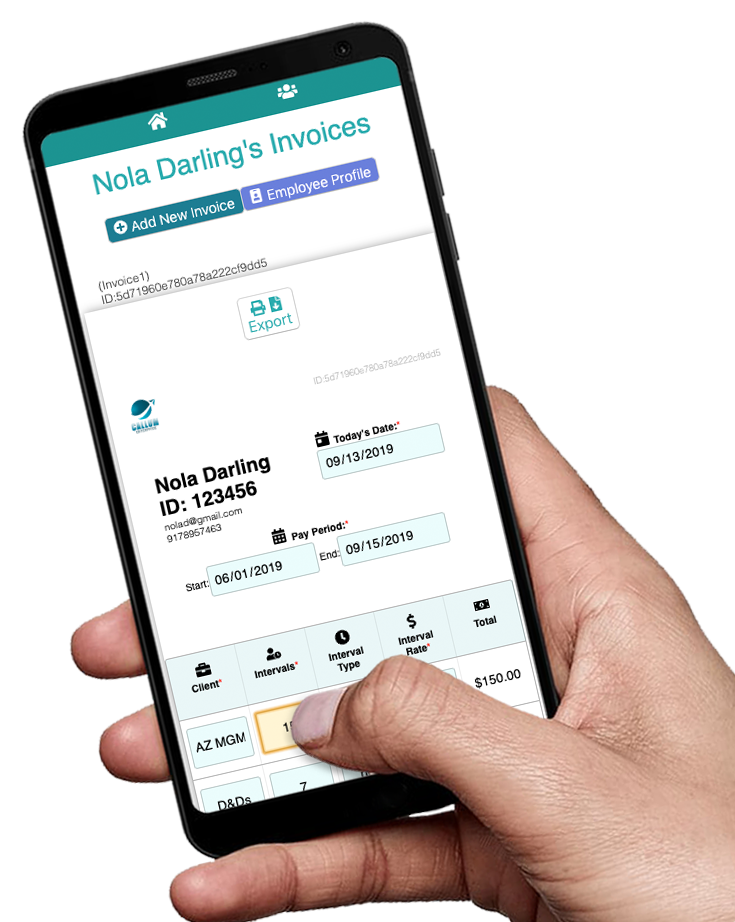 Nola Darling's Invoices
Add New Invoice
Employee Profile
(Invoice1)
ID:5d71960e780a78a222cf9dd5
Export
ID:5d71960e780a78a222cf9dd5
CALLUM
Today's Date:*
09/13/2019
Nola Darling
ID: 123456
nolad@gmail.com
9178957463
Pay Period:*
Start: 06/01/2019 End: 09/15/2019
Client* Intervals* Interval Type Interval Rate* Total
AZ MGM $150.00
D&Ds 7